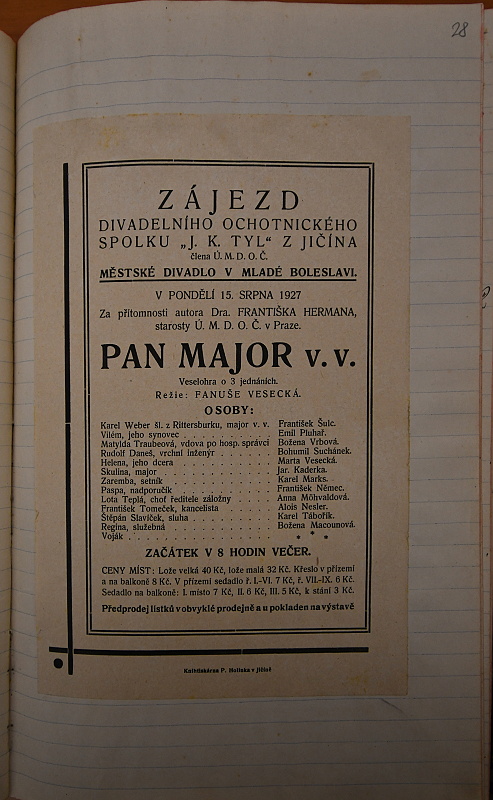 28
ZÁJEZD
DIVADELNÍHO OCHOTNICKÉHO
SPOLKU „J. K. TYL“ Z JIČÍNA
člena Ú. M. D. O. Č.
MĚSTSKÉ DIVADLO V MLADÉ BOLESLAVI.
V PONDĚLÍ 15. SRPNA 1927
Za přítomnosti autora Dra. FRANTIŠKA HERMANA,
starosty Ú. M. D. O. Č. v Praze.
PAN MAJOR v. v.
Veselohra o 3 jednáních.
Režie: FANUŠE VESECKÁ.
OSOBY:
Karel Weber šl. z Rittersburku, major v. v. František Šulc.
Vilém, jeho synovec . . . . . . . . . . Emil Pluhař.
Matylda Traubeová, vdova po hosp. správci Božena Vrbová.
Rudolf Daneš, vrchní inženýr . . . . . . Bohumil Suchánek.
Helena, jeho dcera . . . . . . . . . . Marta Vesecká.
Skulina, major . . . . . . . . . . . . Jar. Kaderka.
Zaremba, setník . . . . . . . . . . . Karel Marks.
Paspa, nadporučík . . . . . . . . . . František Němec.
Lota Teplá, choť ředitele záložny . . . . . Anna Möhvaldová.
František Tomeček, kancelista . . . . . . Alois Nesler.
Štěpán Slavíček, sluha . . . . . . . . . Karel Tábořík.
Regina, služebná . . . . . . . . . . . Božena Macounová.
Voják . . . . . . . . . . . . . . . * * *
ZAČÁTEK V 8 HODIN VEČER.
CENY MÍST: Lože velká 40 Kč, lože malá 32 Kč. Křeslo v přízemí
a na balkoně 8 Kč. V přízemí sedadlo ř. I.-VI. 7 Kč, ř. VII.-IX. 6 Kč.
Sedadlo na balkoně: I. místo 7 Kč, II. 6 Kč, III. 5 Kč, k stání 3 Kč.
Předprodej lístků v obvyklé prodejně a u pokladen na výstavě
Knihtiskárna P. Holloka v Jičíně